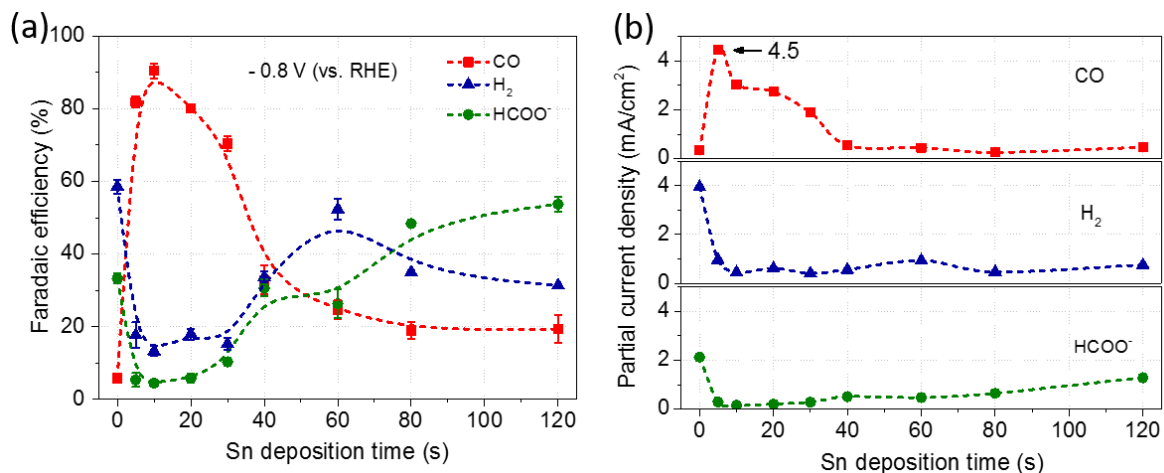 (a)
100
80
60
40
20
0
Faradaic efficiency (%)
- 0.8 V (vs. RHE)
CO
H₂
HCOO⁻
0 20 40 60 80 100 120
Sn deposition time (s)
(b)
Partial current density (mA/cm²)
4
2
0
4.5
CO
4
2
0
H₂
4
2
0
HCOO⁻
0 20 40 60 80 100 120
Sn deposition time (s)